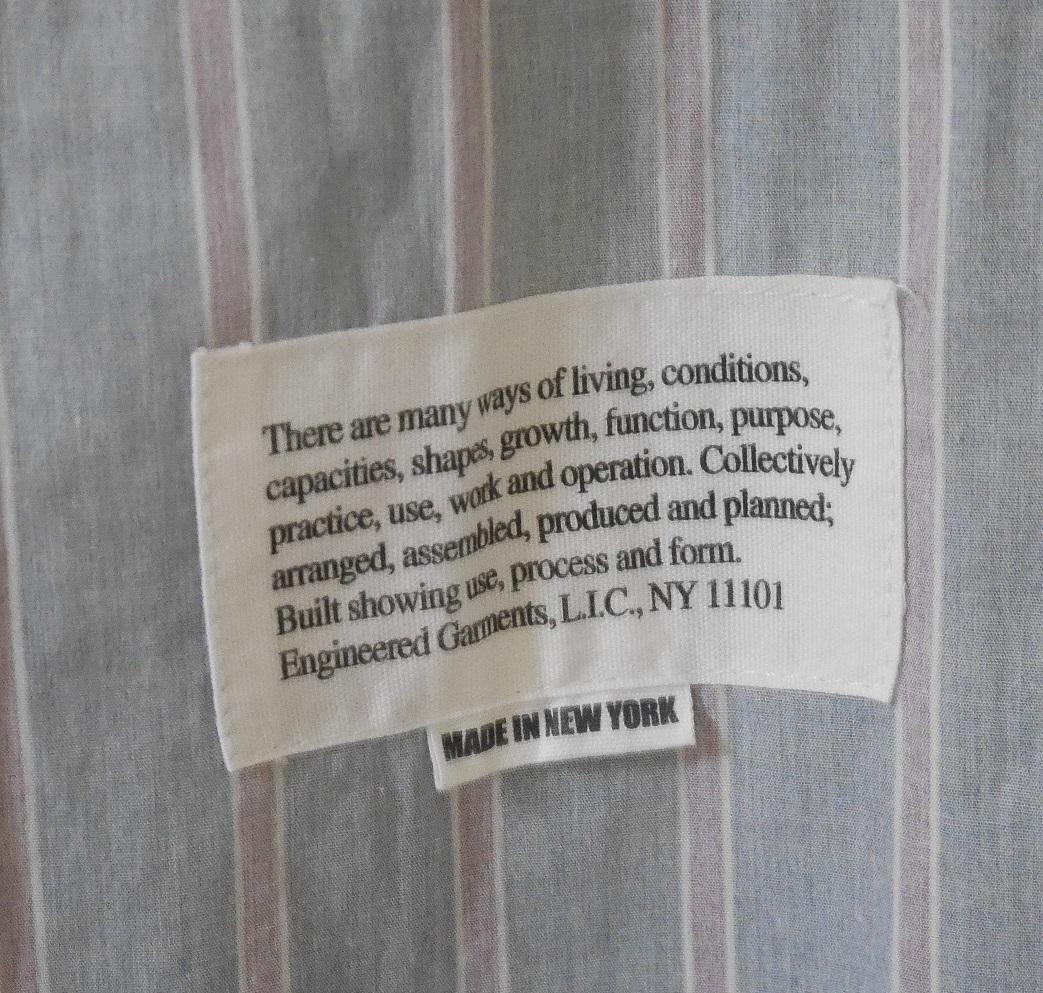 There are many ways of living, conditions,
capacities, shapes, growth, function, purpose,
practice, use, work and operation. Collectively
arranged, assembled, produced and planned;
Built showing use, process and form.
Engineered Garments, L.I.C., NY 11101
MADE IN NEW YORK